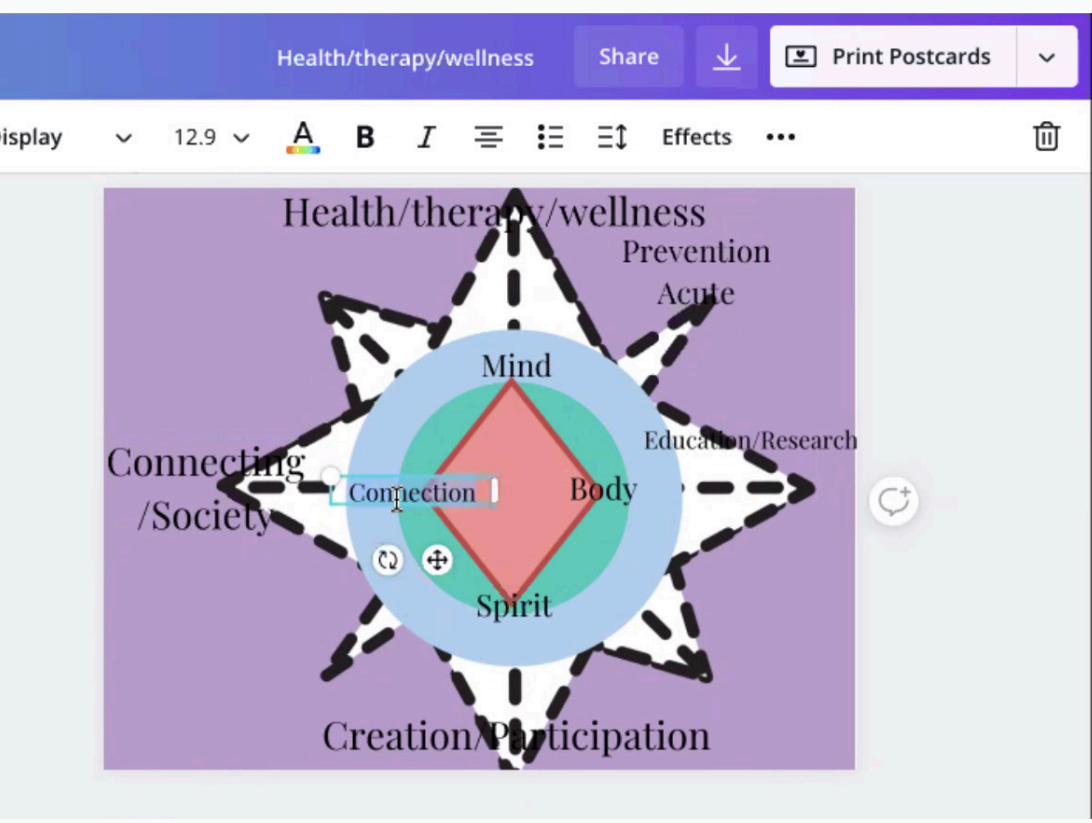 Health/therapy/wellness
Share
Print Postcards
isplay
12.9
A
B
I
Effects
Health/therapy/wellness
Prevention
Acute
Mind
Education/Research
Connecting
/Society
Connection
Body
Spirit
Creation/Participation